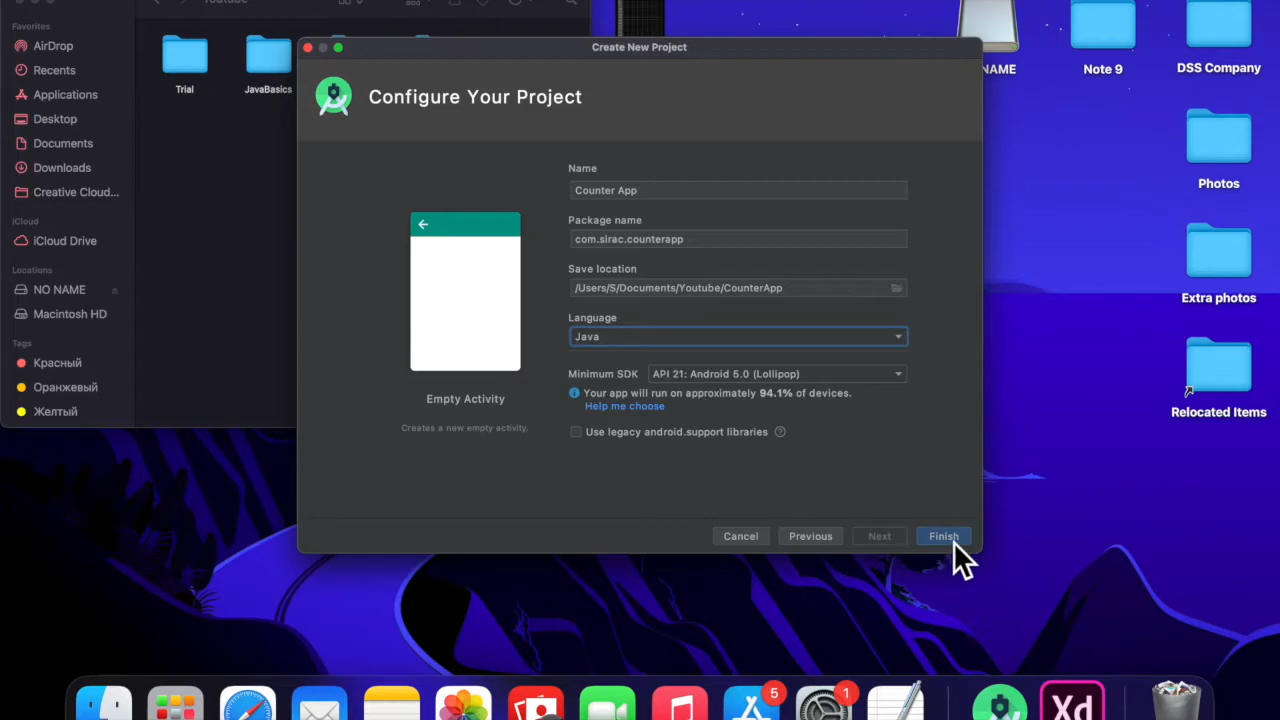 Youtube
Favorites
AirDrop
Recents
Applications
Desktop
Documents
Downloads
Creative Cloud...
iCloud
iCloud Drive
Locations
NO NAME
Macintosh HD
Tags
Красный
Оранжевый
Желтый
Trial
JavaBasics
Create New Project
Configure Your Project
Name
Counter App
Package name
com.sirac.counterapp
Save location
/Users/S/Documents/Youtube/CounterApp
Language
Java
Minimum SDK
API 21: Android 5.0 (Lollipop)
Your app will run on approximately 94.1% of devices.
Help me choose
Use legacy android.support libraries
?
Empty Activity
Creates a new empty activity.
Cancel
Previous
Next
Finish
NAME
Note 9
DSS Company
Photos
Extra photos
Relocated Items
5
1
Xd